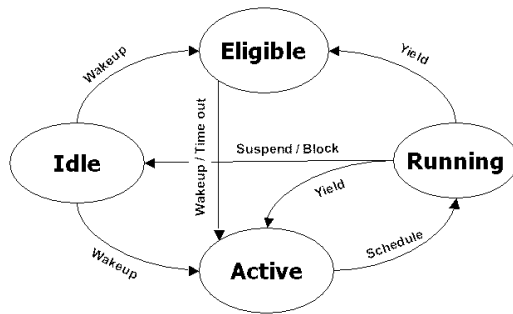 Eligible
Wakeup
Yield
Wakeup / Time out
Suspend / Block
Idle
Running
Yield
Wakeup
Schedule
Active